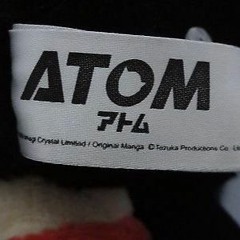 ATOM
アトム
Crystal Limited / Original Manga © Tezuka Productions Co., Ltd